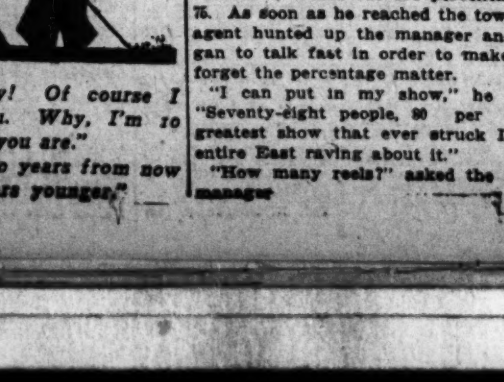 y! Of course I
Why, I'm 10
you are."
years from now
rs younger."
75. As soon as he reached the tow
agent hunted up the manager an
gan to talk fast in order to make
forget the percentage matter.
"I can put in my show," he
"Seventy-eight people, 80 per
greatest show that ever struck
entire East raving about it."
"How many reels?" asked the
manager